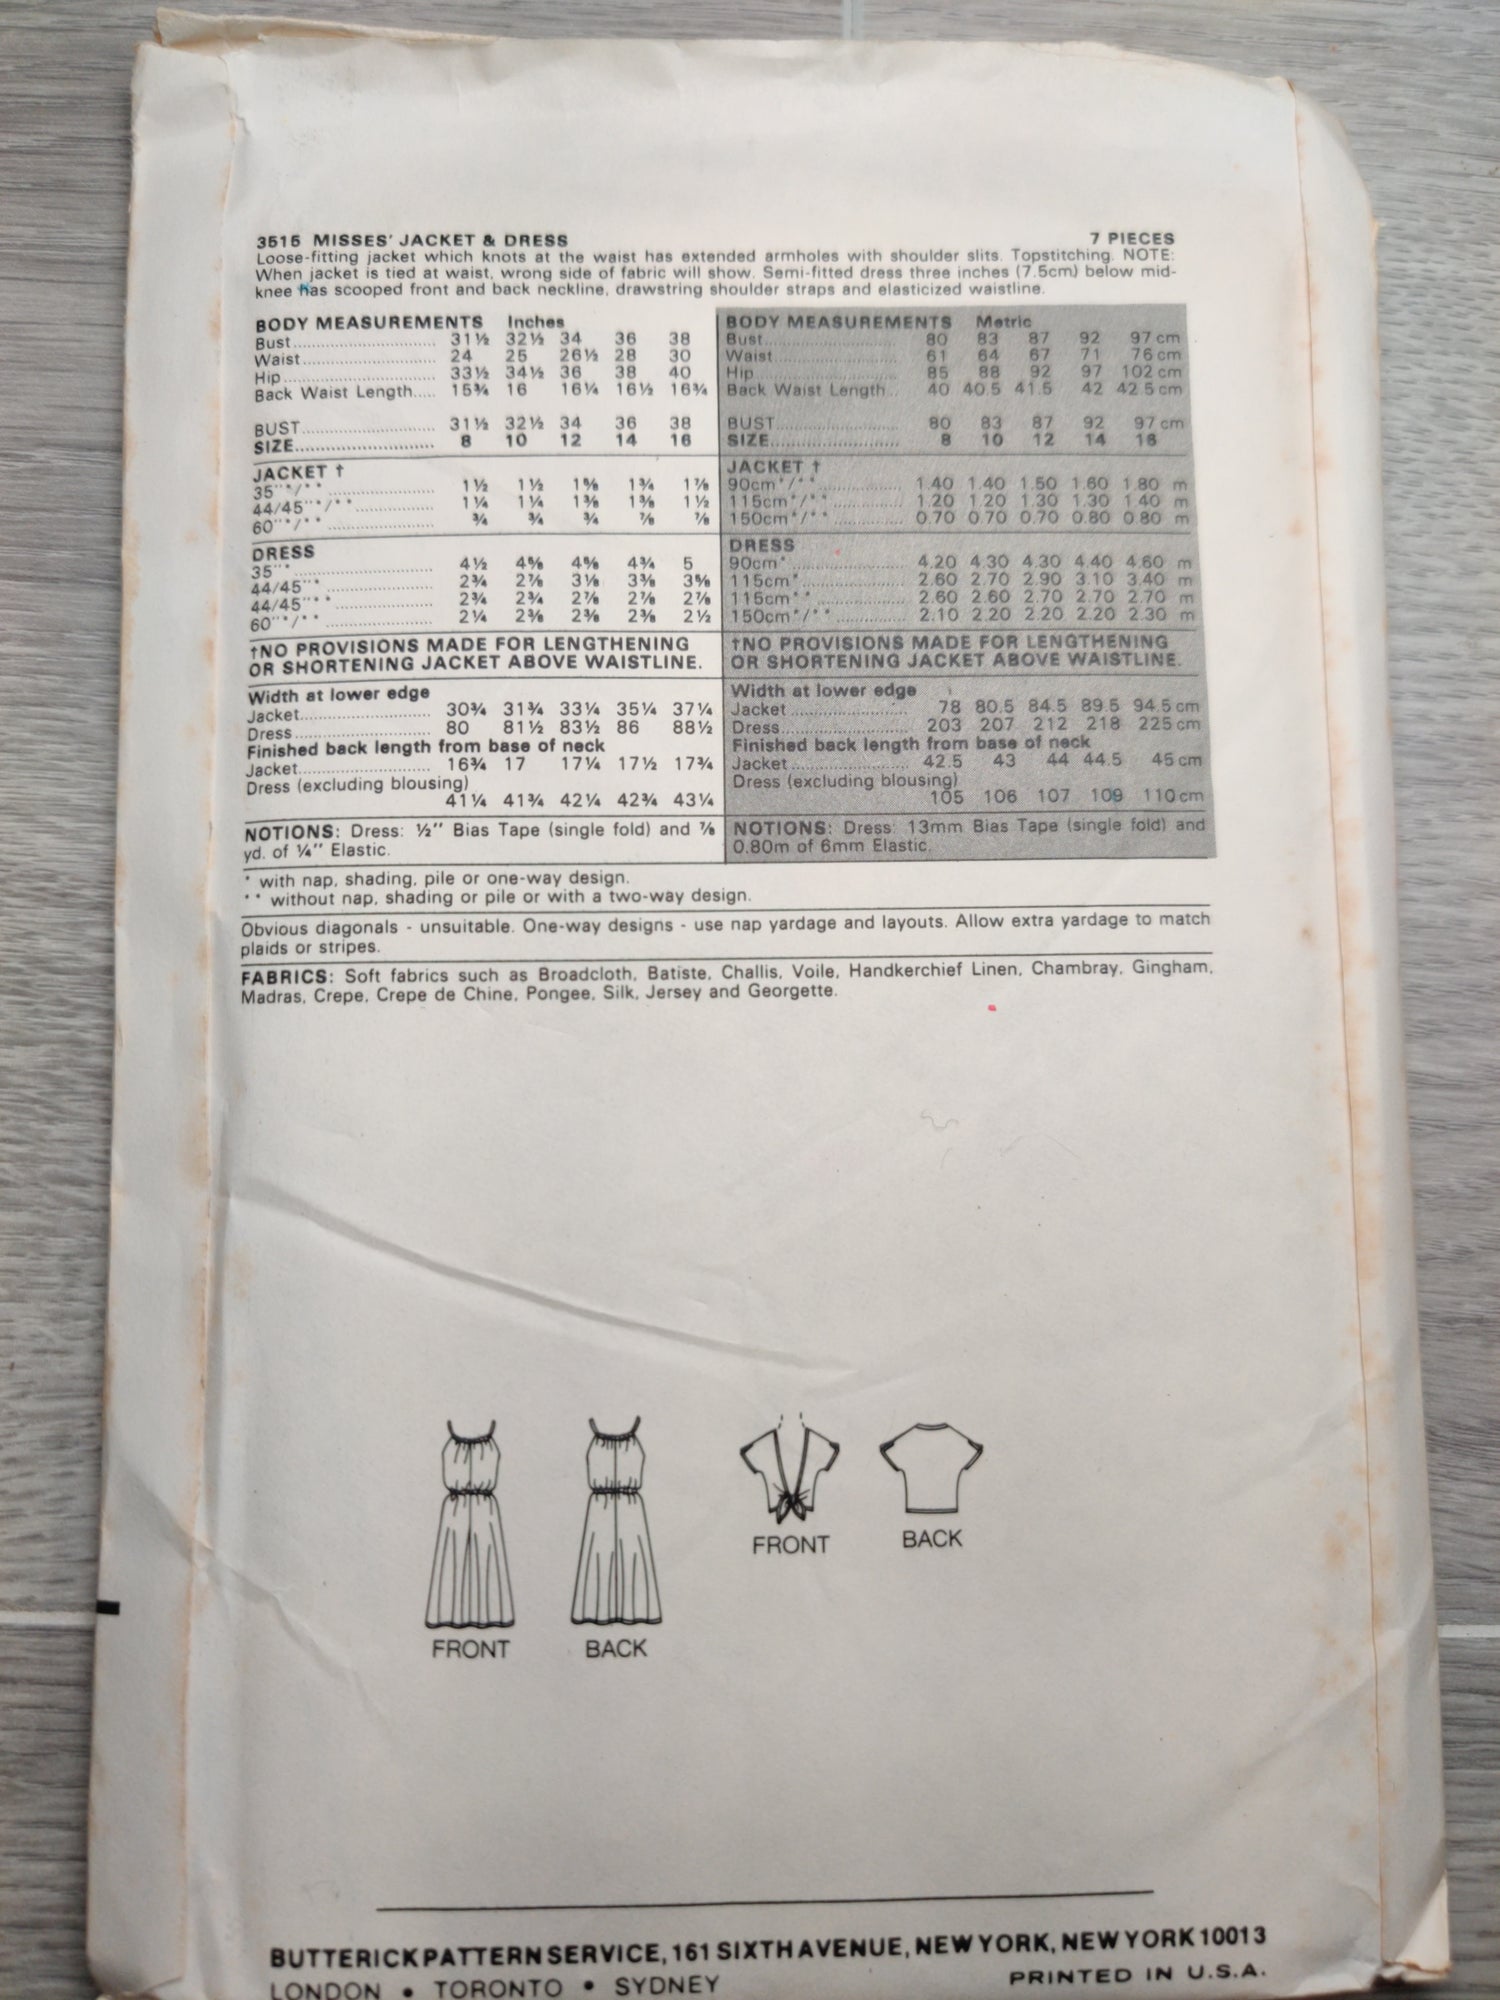 3515 MISSES' JACKET & DRESS 7 PIECES
Loose-fitting jacket which knots at the waist has extended armholes with shoulder slits. Topstitching. NOTE:
When jacket is tied at waist, wrong side of fabric will show. Semi-fitted dress three inches (7.5cm) below mid-
knee has scooped front and back neckline, drawstring shoulder straps and elasticized waistline.
BODY MEASUREMENTS Inches
Bust 31½ 32½ 34 36 38
Waist 24 25 26½ 28 30
Hip 33½ 34½ 36 38 40
Back Waist Length 15¾ 16 16¼ 16½ 16¾
BUST 31½ 32½ 34 36 38
SIZE 8 10 12 14 16
JACKET †
35"*/** 1½ 1½ 1⅝ 1¾ 1⅞
44/45"*/** 1¼ 1¼ 1⅜ 1⅜ 1½
60"*/** ¾ ¾ ¾ ⅞ ⅞
DRESS
35"* 4½ 4⅝ 4⅝ 4¾ 5
44/45"* 2¾ 2⅞ 3⅛ 3⅜ 3⅝
44/45"** 2¾ 2¾ 2⅞ 2⅞ 2⅞
60"*/** 2¼ 2⅜ 2⅜ 2⅜ 2½
†NO PROVISIONS MADE FOR LENGTHENING
OR SHORTENING JACKET ABOVE WAISTLINE.
Width at lower edge
Jacket 30¾ 31¾ 33¼ 35¼ 37¼
Dress 80 81½ 83½ 86 88½
Finished back length from base of neck
Jacket 16¾ 17 17¼ 17½ 17¾
Dress (excluding blousing)
41¼ 41¾ 42¼ 42¾ 43¼
NOTIONS: Dress: ½" Bias Tape (single fold) and ⅞
yd. of ¼" Elastic.
BODY MEASUREMENTS Metric
Bust 80 83 87 92 97 cm
Waist 61 64 67 71 76 cm
Hip 85 88 92 97 102 cm
Back Waist Length 40 40.5 41.5 42 42.5 cm
BUST 80 83 87 92 97 cm
SIZE 8 10 12 14 16
JACKET †
90cm*/** 1.40 1.40 1.50 1.60 1.80 m
115cm*/** 1.20 1.20 1.30 1.30 1.40 m
150cm*/** 0.70 0.70 0.70 0.80 0.80 m
DRESS
90cm* 4.20 4.30 4.30 4.40 4.60 m
115cm* 2.60 2.70 2.90 3.10 3.40 m
115cm** 2.60 2.60 2.70 2.70 2.70 m
150cm*/** 2.10 2.20 2.20 2.20 2.30 m
†NO PROVISIONS MADE FOR LENGTHENING
OR SHORTENING JACKET ABOVE WAISTLINE.
Width at lower edge
Jacket 78 80.5 84.5 89.5 94.5 cm
Dress 203 207 212 218 225 cm
Finished back length from base of neck
Jacket 42.5 43 44 44.5 45 cm
Dress (excluding blousing)
105 106 107 109 110 cm
NOTIONS: Dress: 13mm Bias Tape (single fold) and
0.80m of 6mm Elastic.
* with nap, shading, pile or one-way design.
** without nap, shading or pile or with a two-way design.
Obvious diagonals - unsuitable. One-way designs - use nap yardage and layouts. Allow extra yardage to match
plaids or stripes.
FABRICS: Soft fabrics such as Broadcloth, Batiste, Challis, Voile, Handkerchief Linen, Chambray, Gingham,
Madras, Crepe, Crepe de Chine, Pongee, Silk, Jersey and Georgette.
FRONT BACK
FRONT BACK
BUTTERICK PATTERN SERVICE, 161 SIXTH AVENUE, NEW YORK, NEW YORK 10013
LONDON • TORONTO • SYDNEY PRINTED IN U.S.A.